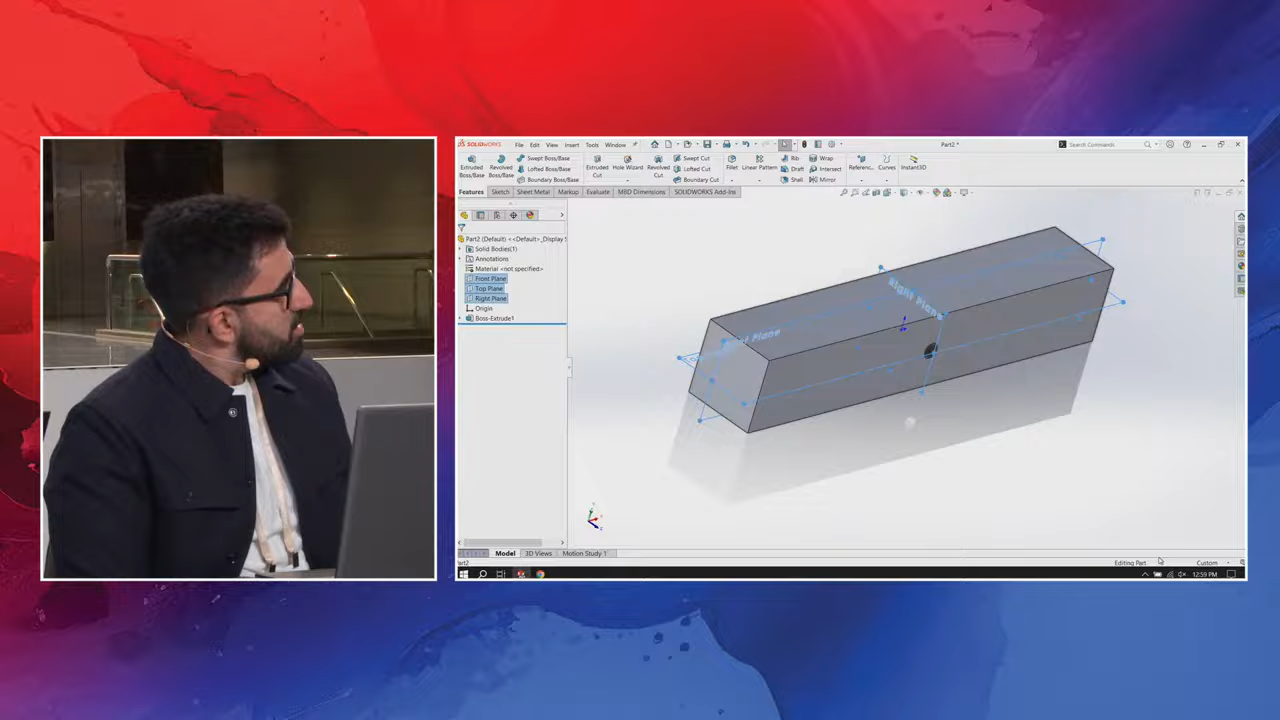 SOLIDWORKS File Edit View Insert Tools Window Part2 * Search Commands
Extruded Boss/Base
Revolved Boss/Base
Swept Boss/Base
Lofted Boss/Base
Boundary Boss/Base
Extruded Cut
Hole Wizard
Revolved Cut
Swept Cut
Lofted Cut
Boundary Cut
Fillet
Linear Pattern
Rib
Draft
Shell
Wrap
Intersect
Mirror
Referenc...
Curves
Instant3D
Features Sketch Sheet Metal Markup Evaluate MBD Dimensions SOLIDWORKS Add-Ins
Part2 (Default) <<Default>_Display S
Solid Bodies(1)
Annotations
Material <not specified>
Front Plane
Top Plane
Right Plane
Origin
Boss-Extrude1
Right Plane
Plane
Model 3D Views Motion Study 1
Part2 Editing Part Custom
12:59 PM